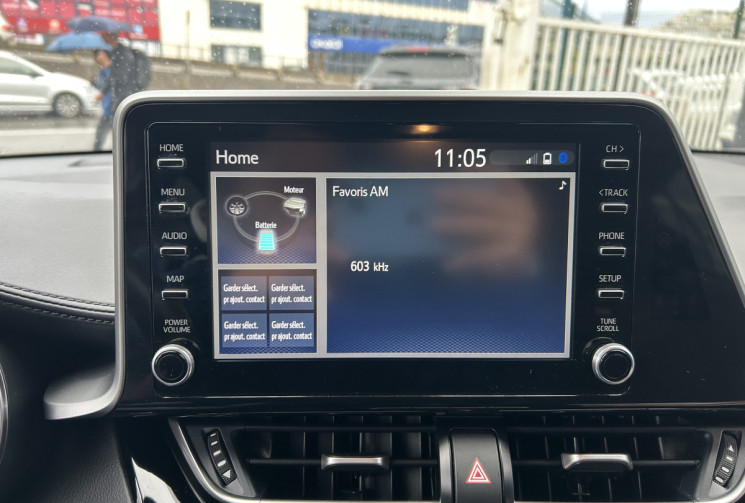 HOME
MENU
AUDIO
MAP
POWER
VOLUME
Home
11:05
Moteur
Batterie
Favoris AM
603 kHz
Garder sélect.
pr ajout. contact
Garder sélect.
pr ajout. contact
Garder sélect.
pr ajout. contact
Garder sélect.
pr ajout. contact
CH >
< TRACK
PHONE
SETUP
TUNE
SCROLL